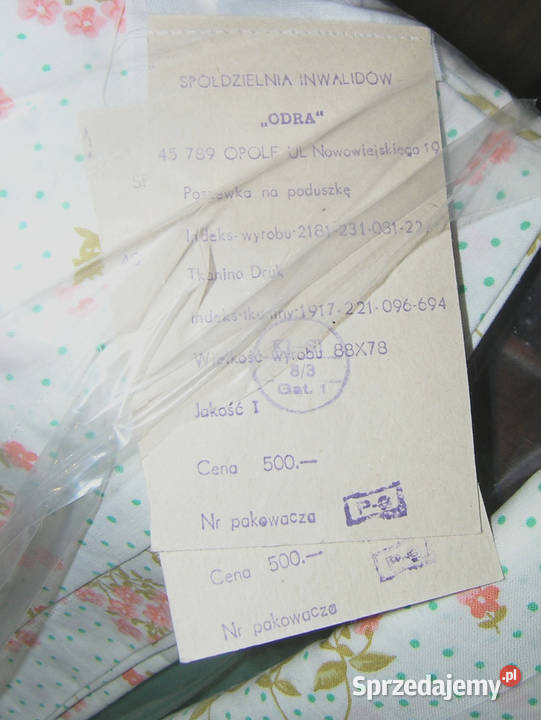 SPÓŁDZIELNIA INWALIDÓW
„ODRA"
45 789 OPOLE UL Nowowiejskiego 19
Poszewka na poduszkę
Indeks-wyrobu-2181-231-081-22
Tkanina Druk
Indeks-tkaniny:1917-221-096-694
Wielkość wyrobu 88X78
8/3
Gat. I
Jakość I
Cena 500.—
Nr pakowacza
Cena 500.—
Nr pakowacza
Sprzedajemy.pl